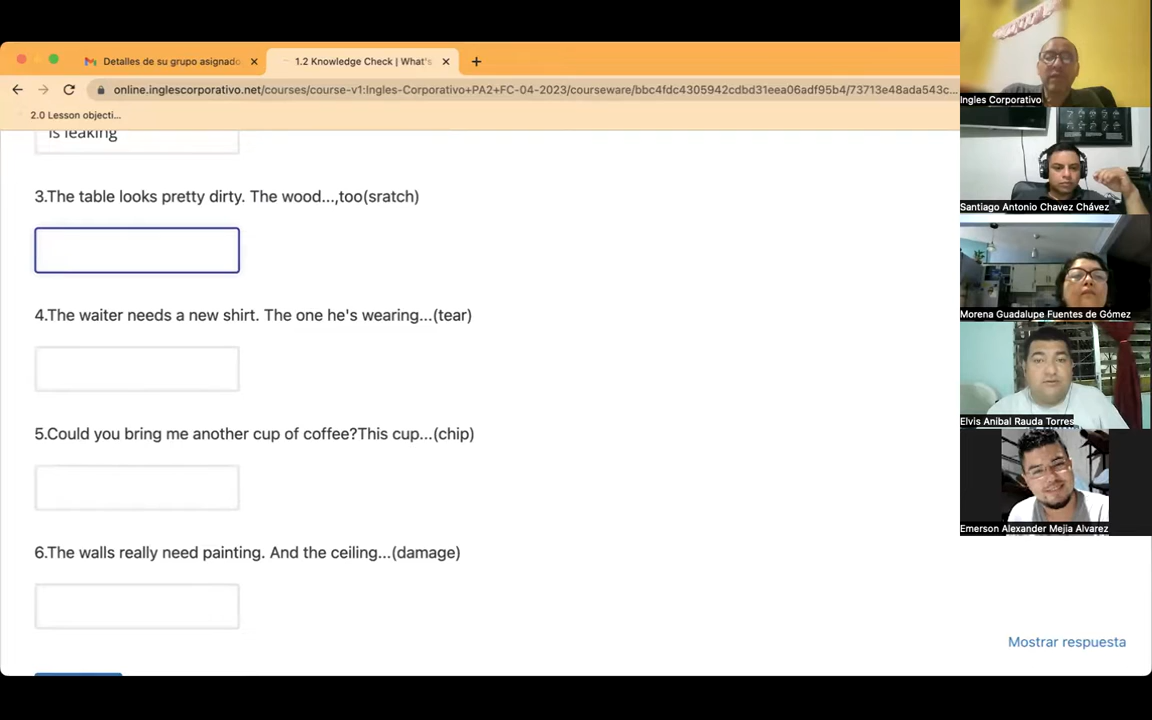 Detalles de su grupo asignado
1.2 Knowledge Check | What's
online.inglescorporativo.net/courses/course-v1:Ingles-Corporativo+PA2+FC-04-2023/courseware/bbc4fdc4305942cdbd31eea06adf95b4/73713e48ada543c...
2.0 Lesson objecti...
is leaking
3.The table looks pretty dirty. The wood...,too(sratch)
4.The waiter needs a new shirt. The one he's wearing...(tear)
5.Could you bring me another cup of coffee?This cup...(chip)
6.The walls really need painting. And the ceiling...(damage)
Mostrar respuesta
Ingles Corporativo
Santiago Antonio Chavez Chávez
Morena Guadalupe Fuentes de Gómez
Elvis Anibal Rauda Torres
Emerson Alexander Mejia Alvarez